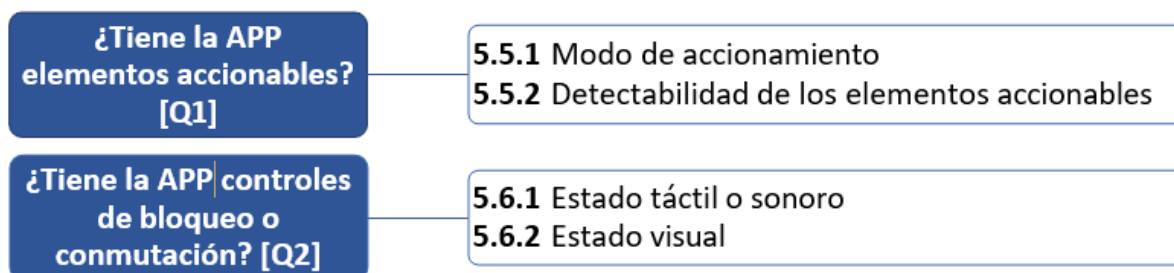 ¿Tiene la APP
elementos accionables?
[Q1]
5.5.1 Modo de accionamiento
5.5.2 Detectabilidad de los elementos accionables
¿Tiene la APP controles
de bloqueo o
conmutación? [Q2]
5.6.1 Estado táctil o sonoro
5.6.2 Estado visual